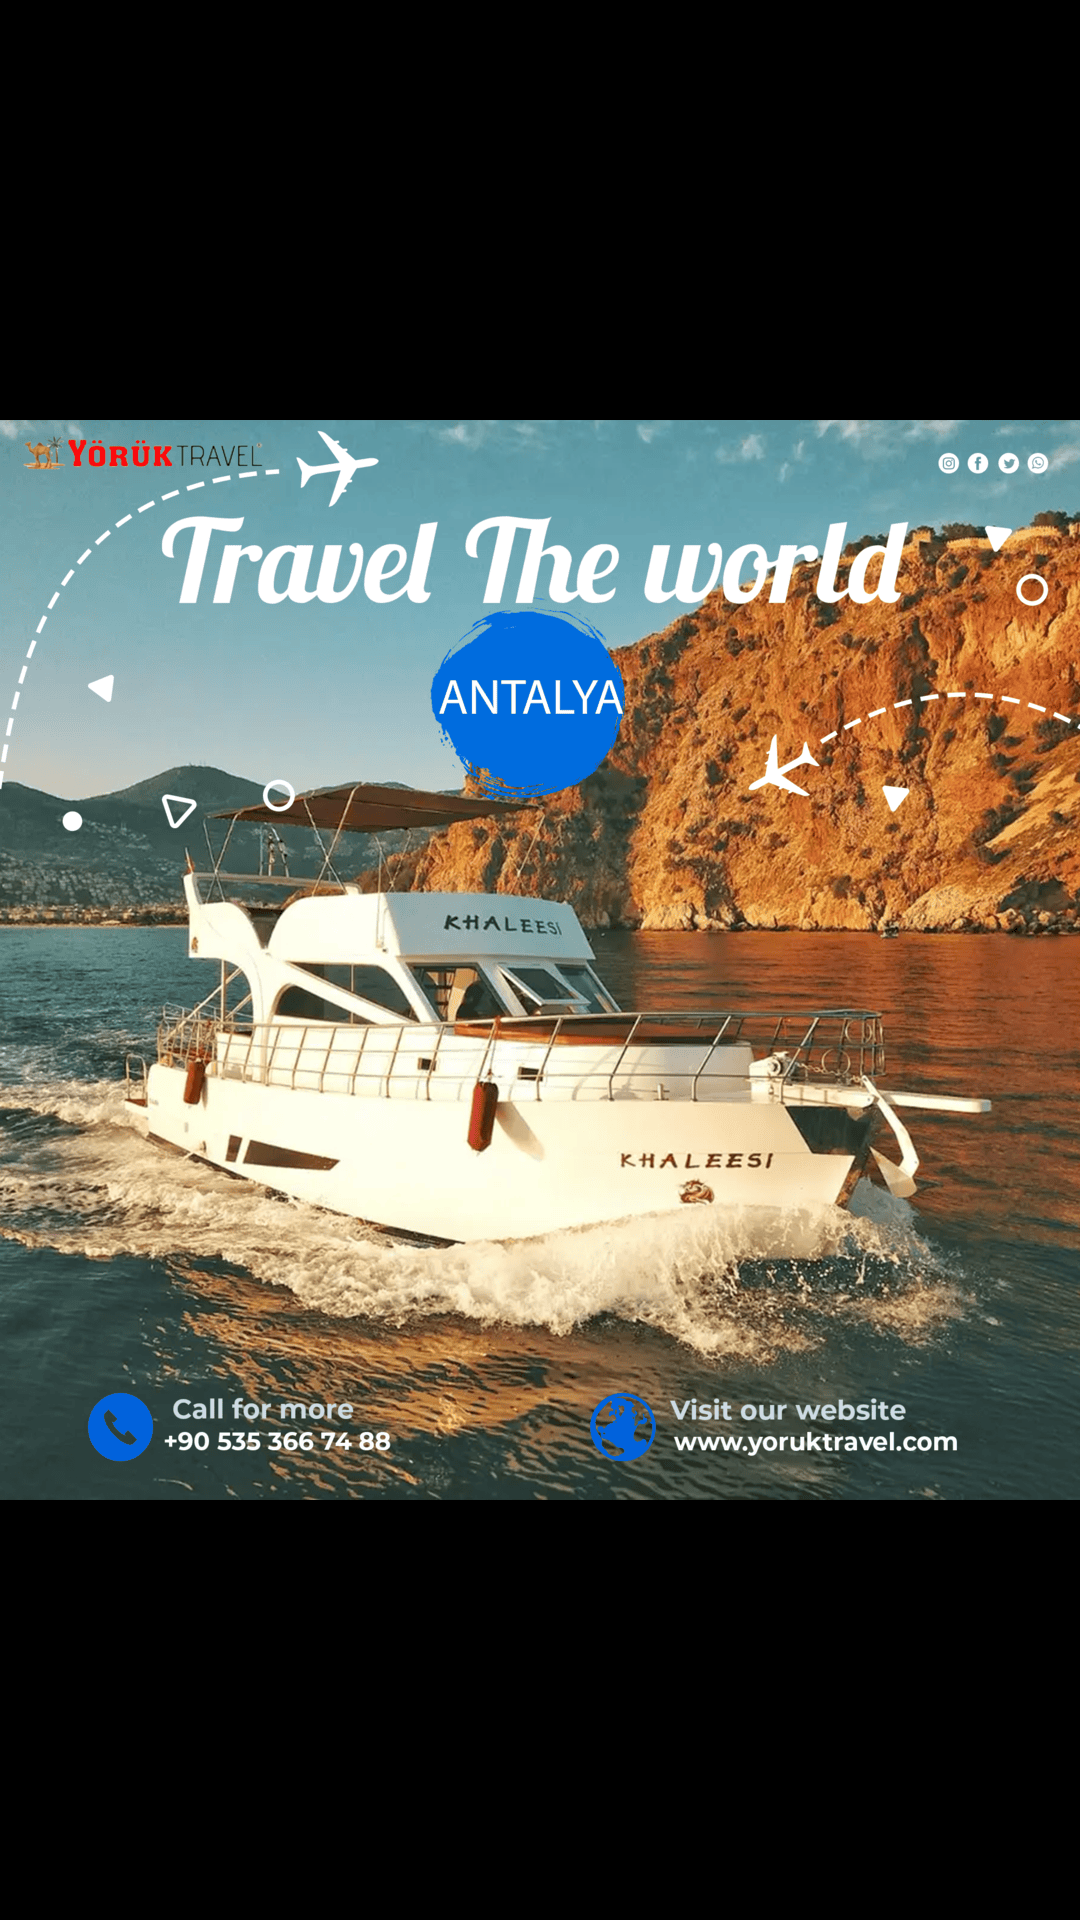 YÖRÜK TRAVEL
Travel The world
ANTALYA
KHALEESI
KHALEESI
Call for more
+90 535 366 74 88
Visit our website
www.yoruktravel.com